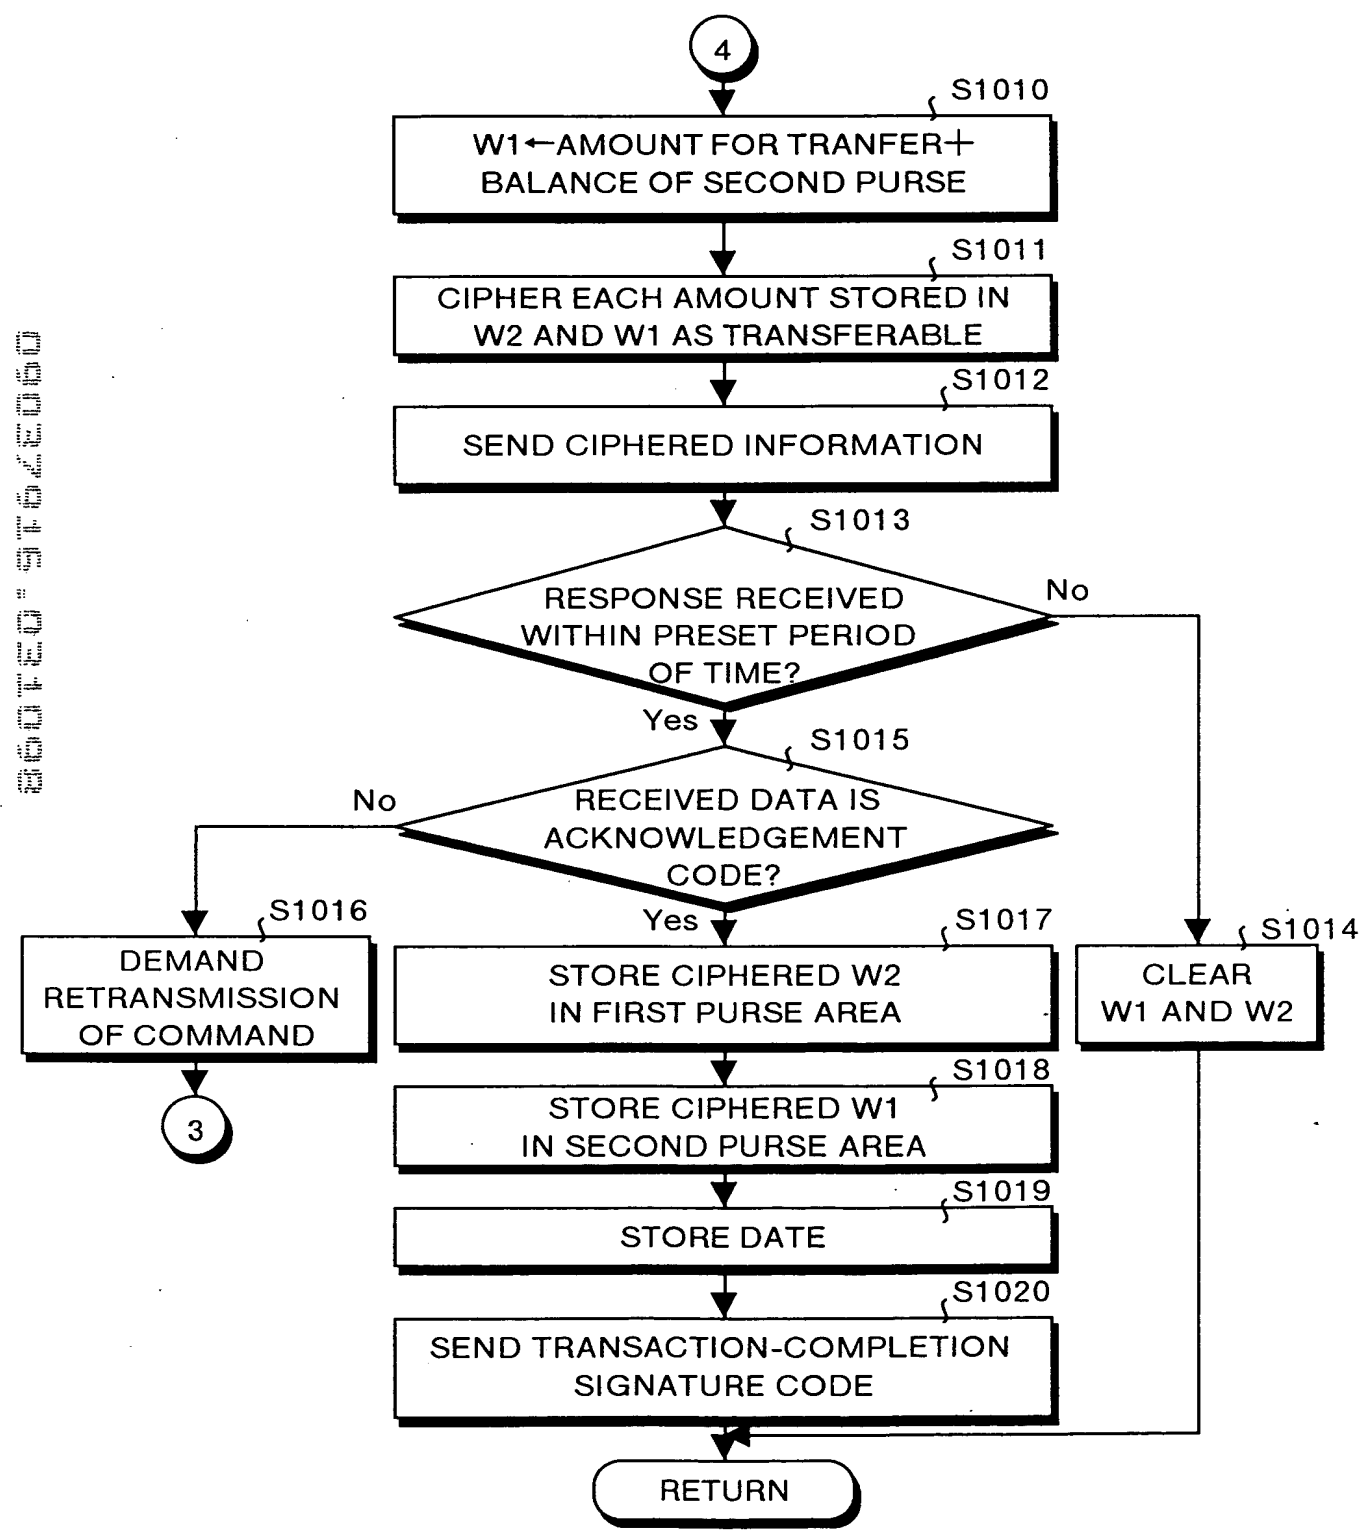 4
S1010
W1←AMOUNT FOR TRANFER+
BALANCE OF SECOND PURSE
S1011
CIPHER EACH AMOUNT STORED IN
W2 AND W1 AS TRANSFERABLE
S1012
SEND CIPHERED INFORMATION
S1013
RESPONSE RECEIVED
WITHIN PRESET PERIOD
OF TIME?
No
Yes
S1015
RECEIVED DATA IS
ACKNOWLEDGEMENT
CODE?
No
Yes
S1016
DEMAND
RETRANSMISSION
OF COMMAND
3
S1017
STORE CIPHERED W2
IN FIRST PURSE AREA
S1014
CLEAR
W1 AND W2
S1018
STORE CIPHERED W1
IN SECOND PURSE AREA
S1019
STORE DATE
S1020
SEND TRANSACTION-COMPLETION
SIGNATURE CODE
RETURN
09037915.031098